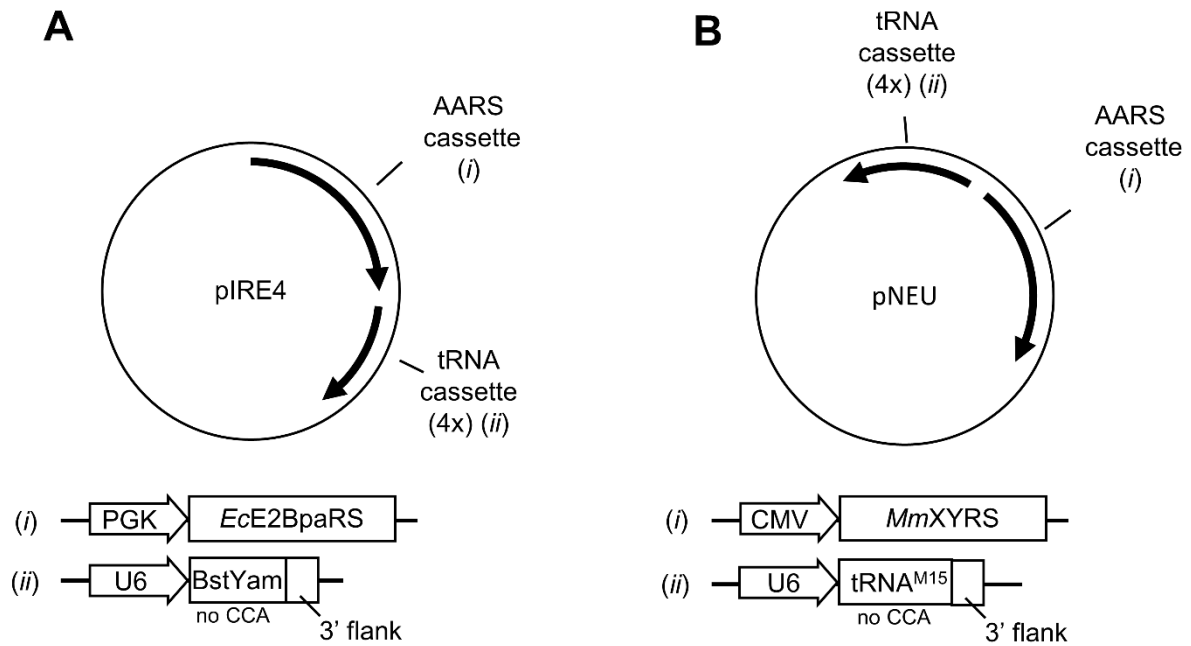 A
AARS
cassette
(i)
pIRE4
tRNA
cassette
(4x) (ii)
(i) PGK EcE2BpaRS
(ii) U6 BstYam
no CCA
3' flank
B
tRNA
cassette
(4x) (ii)
AARS
cassette
(i)
pNEU
(i) CMV MmXYRS
(ii) U6 tRNAᴹ¹⁵
no CCA
3' flank